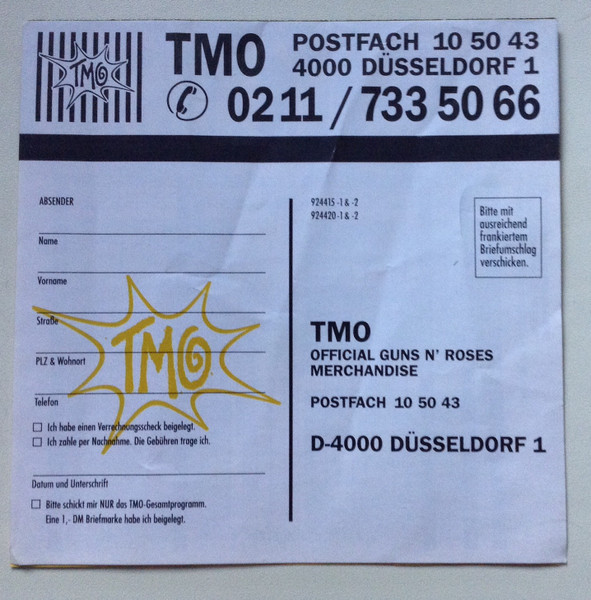 TMO
TMO
POSTFACH 10 50 43
4000 DÜSSELDORF 1
0211 / 733 50 66
ABSENDER
Name
Vorname
Straße
PLZ & Wohnort
Telefon
TMO
Ich habe einen Verrechnungsscheck beigelegt.
Ich zahle per Nachnahme. Die Gebühren trage ich.
Datum und Unterschrift
Bitte schickt mir NUR das TMO-Gesamtprogramm.
Eine 1,- DM Briefmarke habe ich beigelegt.
924415 -1 & -2
924420 -1 & -2
Bitte mit
ausreichend
frankiertem
Briefumschlag
verschicken.
TMO
OFFICIAL GUNS N' ROSES
MERCHANDISE
POSTFACH 10 50 43
D-4000 DÜSSELDORF 1